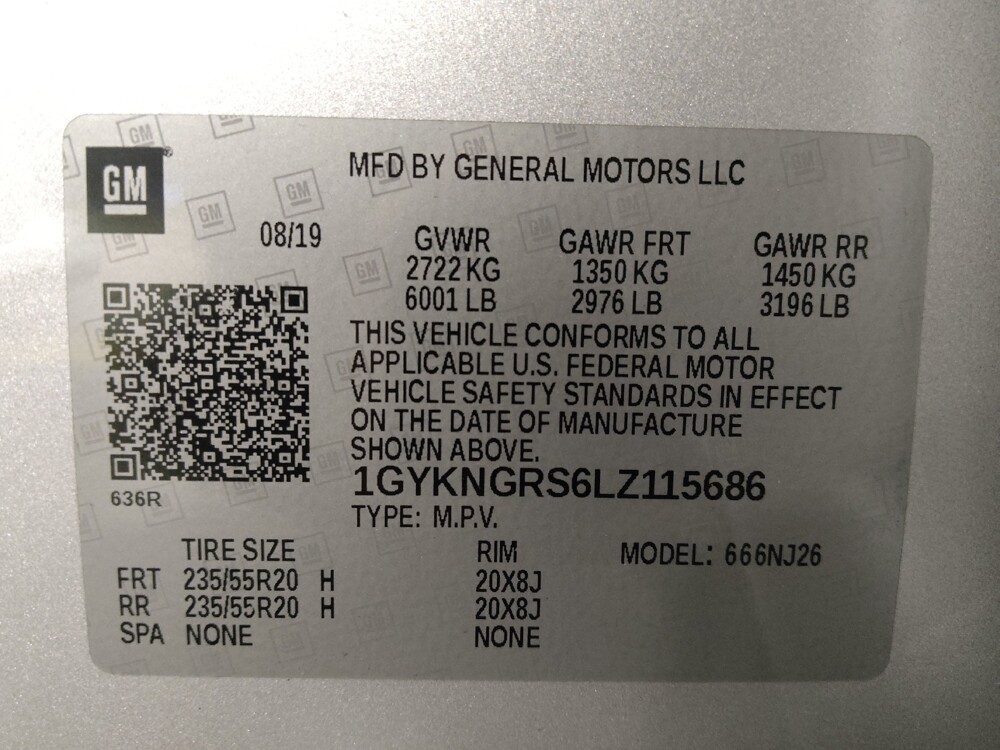 GM
MFD BY GENERAL MOTORS LLC
08/19
GVWR GAWR FRT GAWR RR
2722 KG 1350 KG 1450 KG
6001 LB 2976 LB 3196 LB
THIS VEHICLE CONFORMS TO ALL
APPLICABLE U.S. FEDERAL MOTOR
VEHICLE SAFETY STANDARDS IN EFFECT
ON THE DATE OF MANUFACTURE
SHOWN ABOVE.
1GYKNGRS6LZ115686
636R
TYPE: M.P.V.
TIRE SIZE RIM MODEL: 666NJ26
FRT 235/55R20 H 20X8J
RR 235/55R20 H 20X8J
SPA NONE NONE